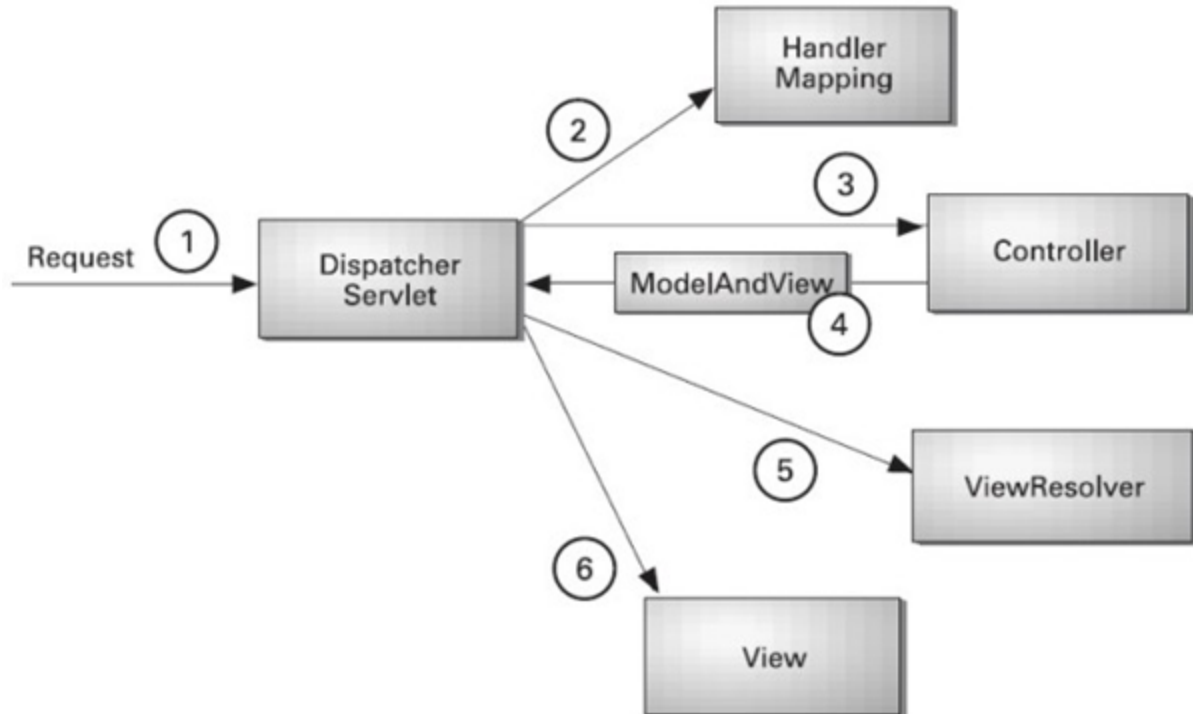 Handler
Mapping
2
3
1
Request
Dispatcher
Servlet
Controller
ModelAndView
4
5
ViewResolver
6
View